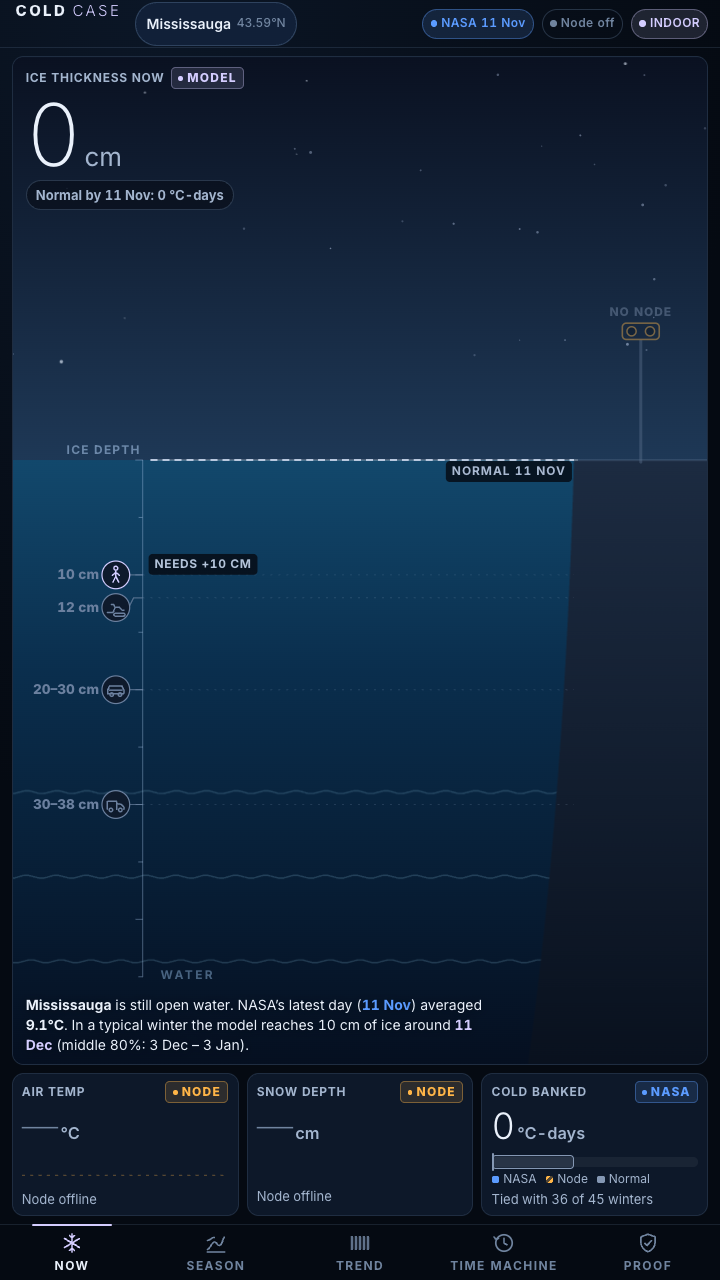 COLD CASE
Mississauga 43.59°N
NASA 11 Nov
Node off
INDOOR
ICE THICKNESS NOW
MODEL
0 cm
Normal by 11 Nov: 0 °C-days
NO NODE
ICE DEPTH
NORMAL 11 NOV
NEEDS +10 CM
10 cm
12 cm
20–30 cm
30–38 cm
WATER
Mississauga is still open water. NASA's latest day (11 Nov) averaged
9.1°C. In a typical winter the model reaches 10 cm of ice around 11
Dec (middle 80%: 3 Dec – 3 Jan).
AIR TEMP
NODE
—°C
Node offline
SNOW DEPTH
NODE
—cm
Node offline
COLD BANKED
NASA
0 °C-days
NASA Node Normal
Tied with 36 of 45 winters
NOW
SEASON
TREND
TIME MACHINE
PROOF